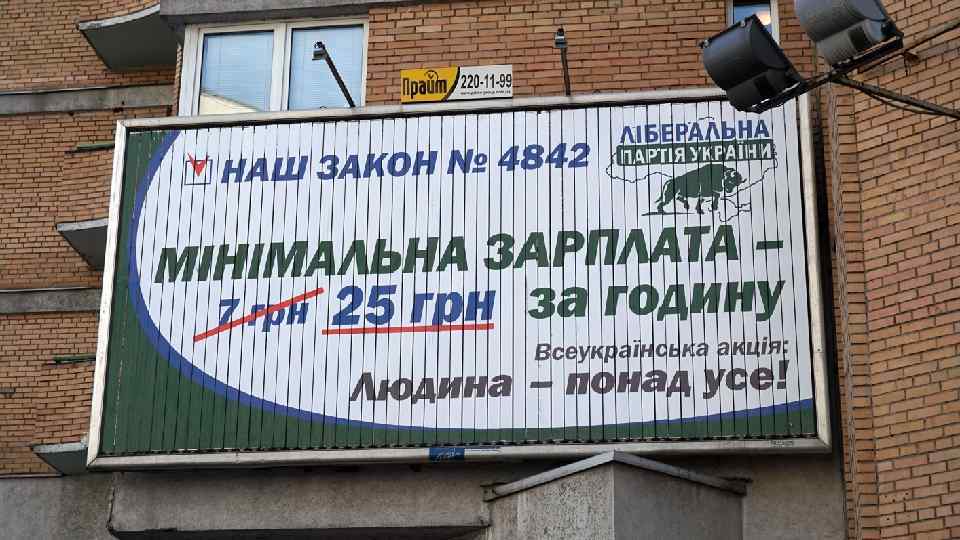 Прайт 220-11-99
НАШ ЗАКОН № 4842
ЛІБЕРАЛЬНА
ПАРТІЯ УКРАЇНИ
МІНІМАЛЬНА ЗАРПЛАТА –
7 грн 25 грн за годину
Всеукраїнська акція:
Людина – понад усе!